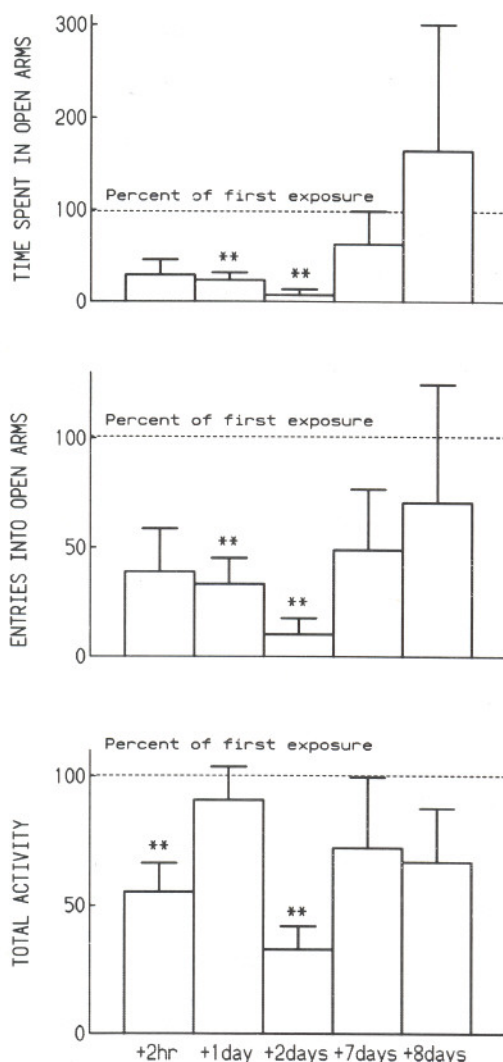 TIME SPENT IN OPEN ARMS
300
200
100
0
Percent of first exposure
**
**
ENTRIES INTO OPEN ARMS
100
50
0
Percent of first exposure
**
**
TOTAL ACTIVITY
100
50
0
Percent of first exposure
**
**
+2hr +1day +2days +7days +8days